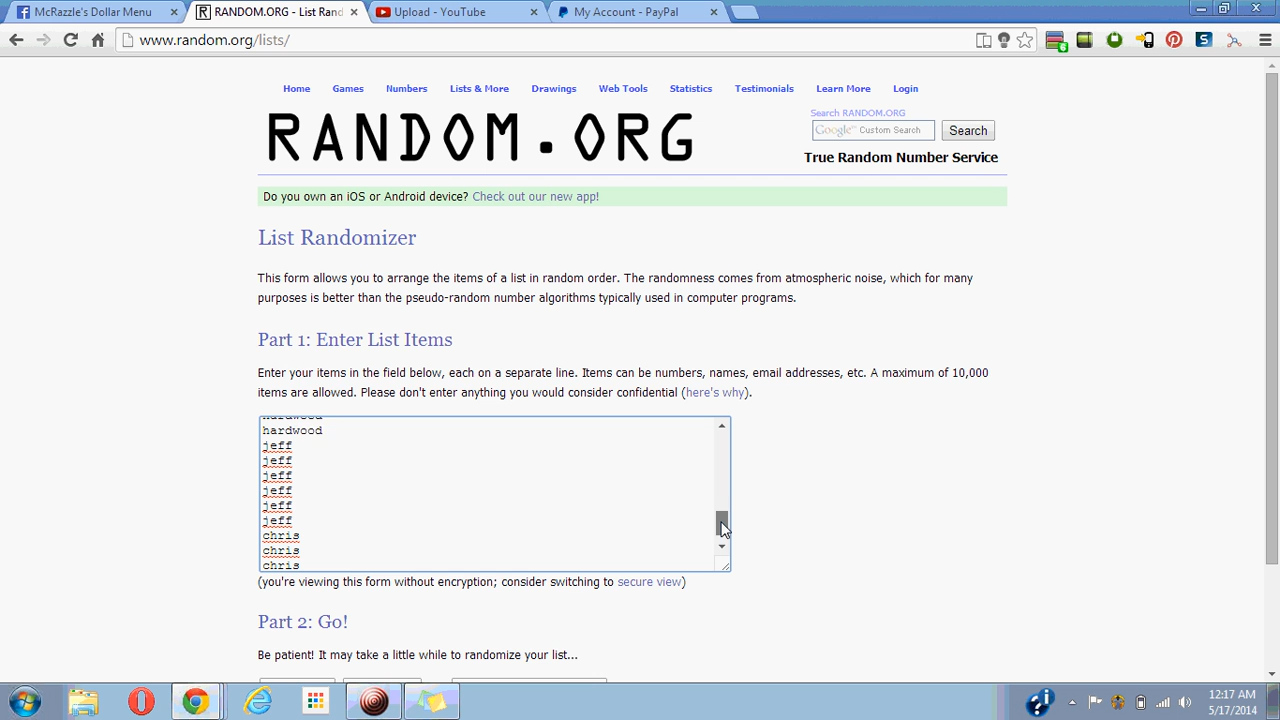 McRazzle's Dollar Menu
RANDOM.ORG - List Rand
Upload - YouTube
My Account - PayPal
www.random.org/lists/
Home Games Numbers Lists & More Drawings Web Tools Statistics Testimonials Learn More Login
RANDOM.ORG
Search RANDOM.ORG
Google™ Custom Search Search
True Random Number Service
Do you own an iOS or Android device? Check out our new app!
List Randomizer
This form allows you to arrange the items of a list in random order. The randomness comes from atmospheric noise, which for many
purposes is better than the pseudo-random number algorithms typically used in computer programs.
Part 1: Enter List Items
Enter your items in the field below, each on a separate line. Items can be numbers, names, email addresses, etc. A maximum of 10,000
items are allowed. Please don't enter anything you would consider confidential (here's why).
hardwood
hardwood
jeff
jeff
jeff
jeff
jeff
jeff
chris
chris
chris
(you're viewing this form without encryption; consider switching to secure view)
Part 2: Go!
Be patient! It may take a little while to randomize your list...
12:17 AM
5/17/2014